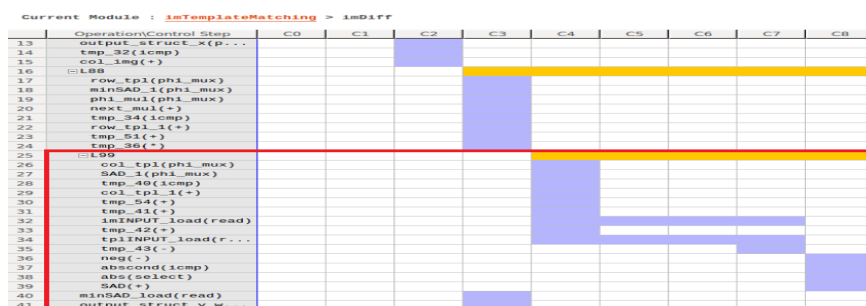 Current Module : imTemplateMatching > imDiff
Operation\Control Step C0 C1 C2 C3 C4 C5 C6 C7 C8
13 output_struct_x(p...
14 tmp_32(icmp)
15 col_img(+)
16 L88
17 row_tpl(phi_mux)
18 minSAD_1(phi_mux)
19 phi_mul(phi_mux)
20 next_mul(+)
21 tmp_34(icmp)
22 row_tpl_1(+)
23 tmp_51(+)
24 tmp_36(*)
25 L99
26 col_tpl(phi_mux)
27 SAD_1(phi_mux)
28 tmp_40(icmp)
29 col_tpl_1(+)
30 tmp_54(+)
31 tmp_41(+)
32 imINPUT_load(read)
33 tmp_42(+)
34 tplINPUT_load(r...
35 tmp_43(-)
36 neg(-)
37 abscond(icmp)
38 abs(select)
39 SAD(+)
40 minSAD_load(read)